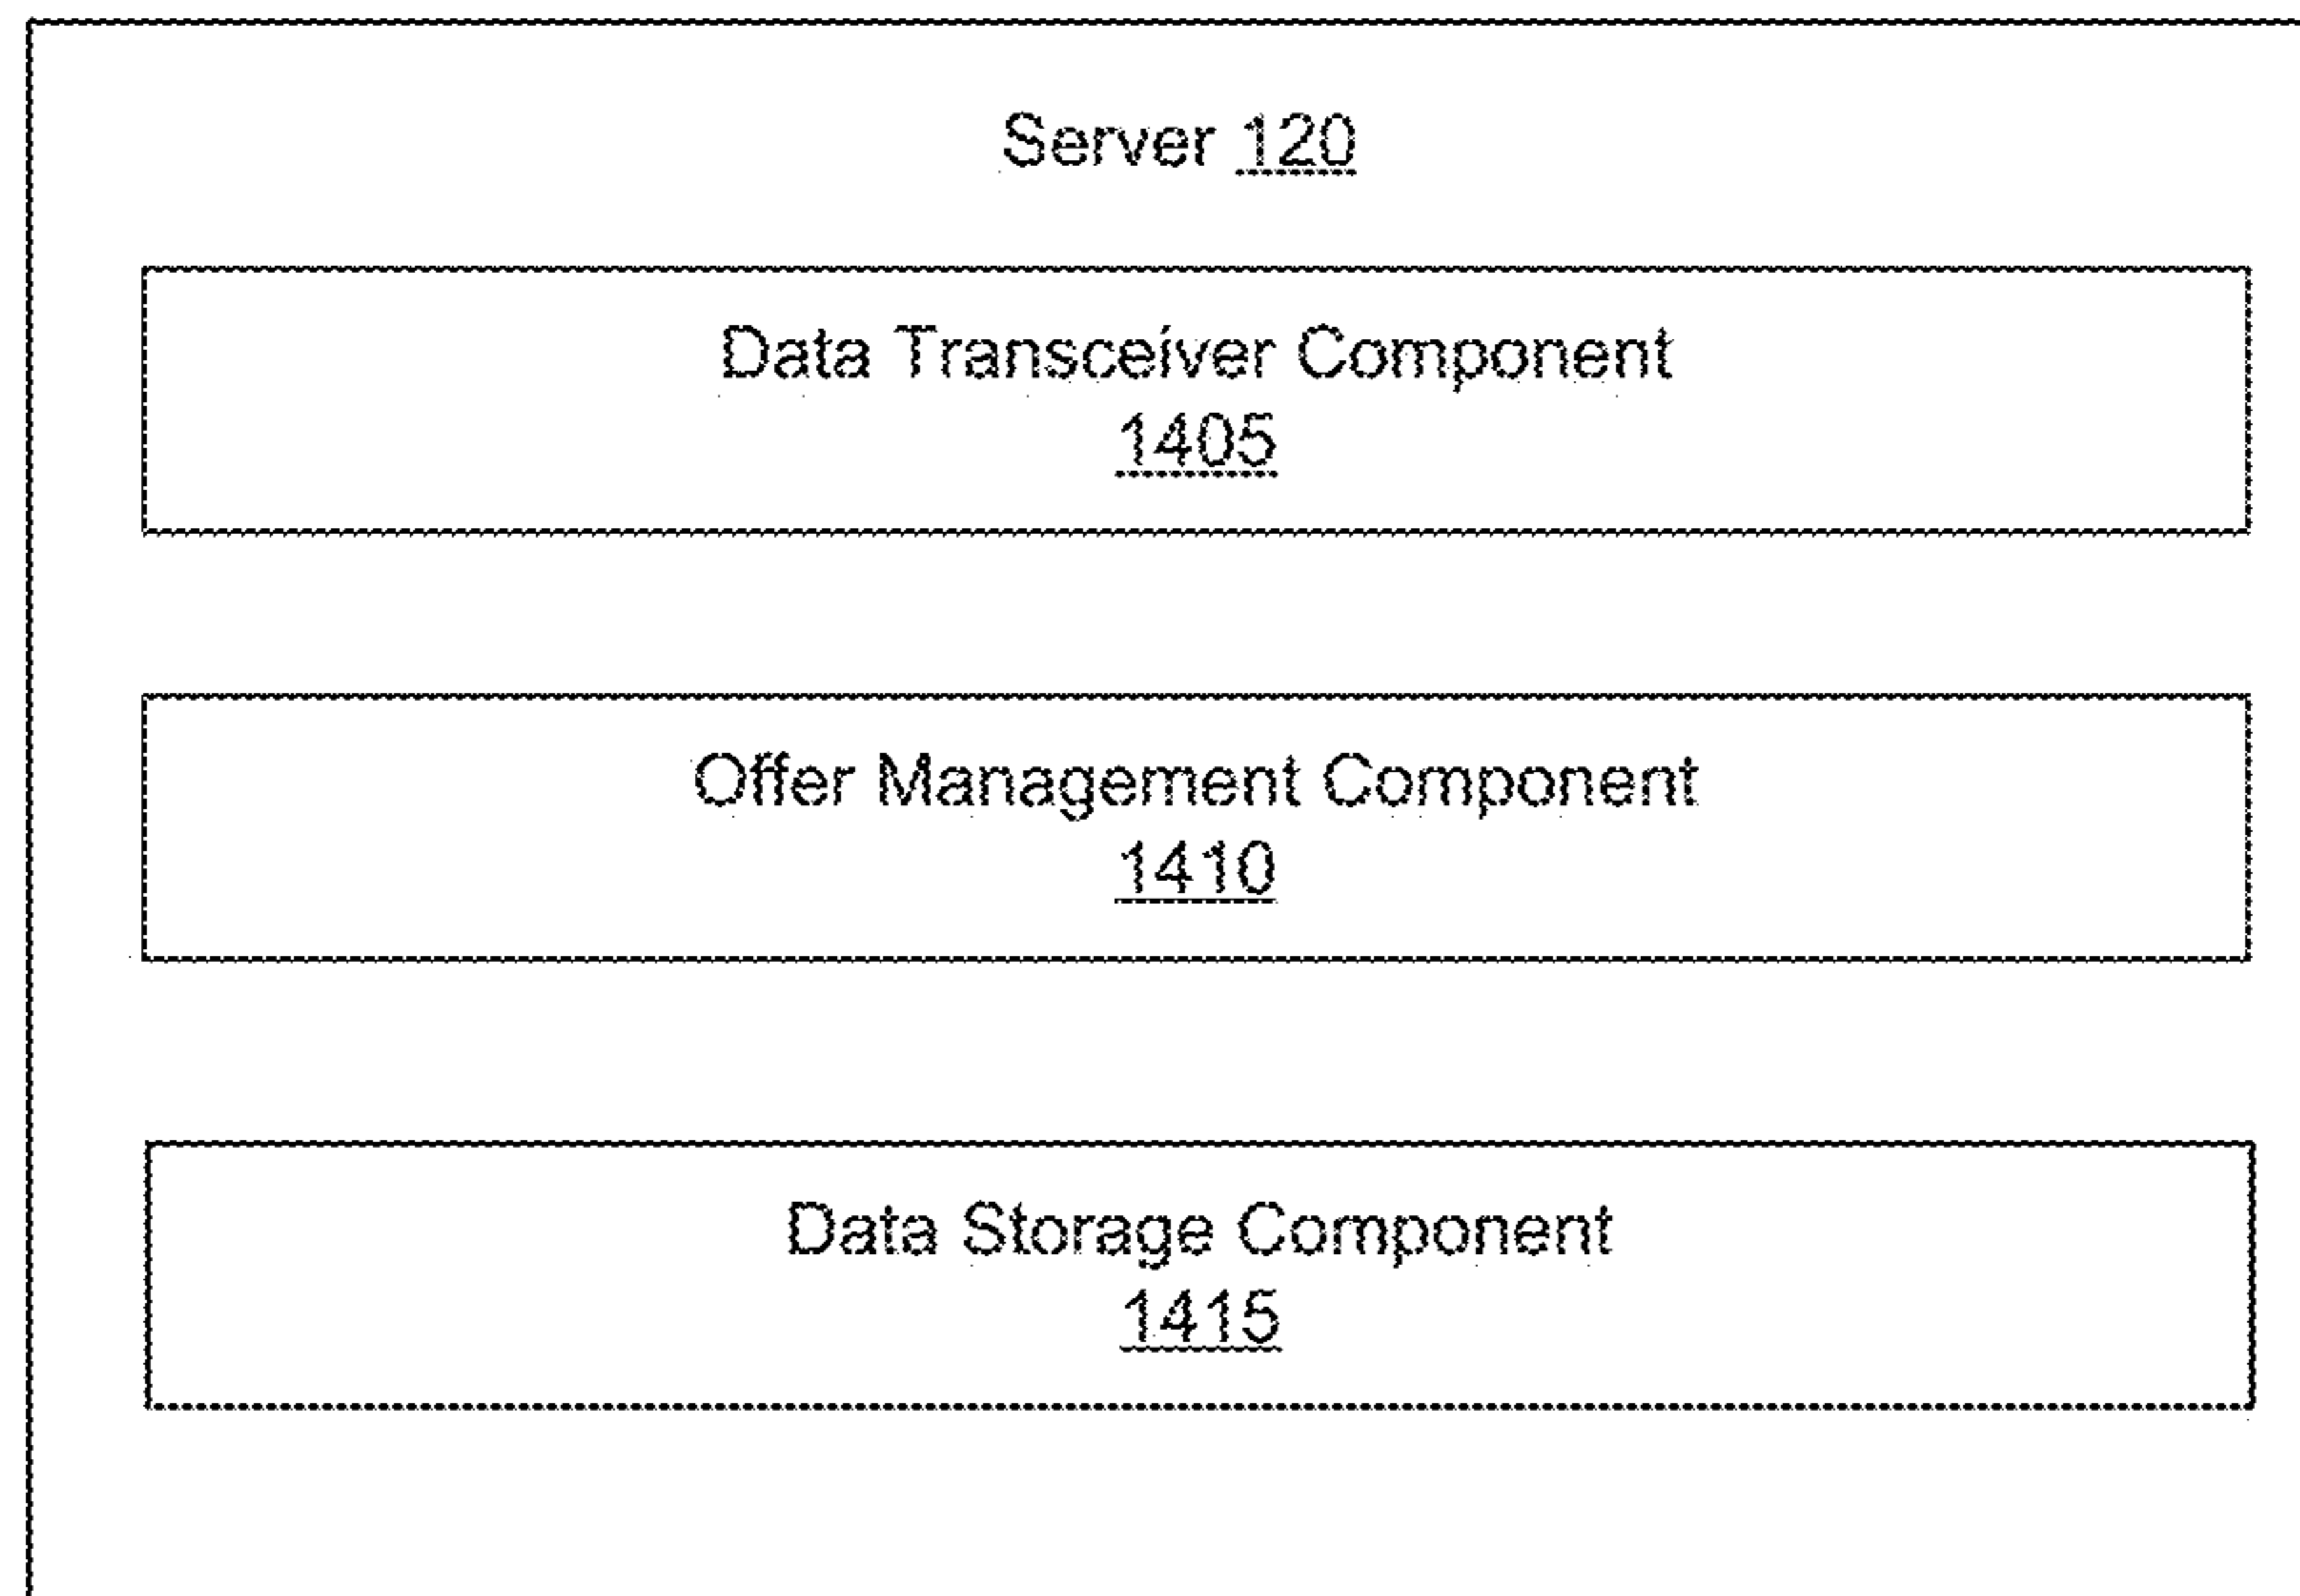 Server 120
Data Transceiver Component
1405
Offer Management Component
1410
Data Storage Component
1415